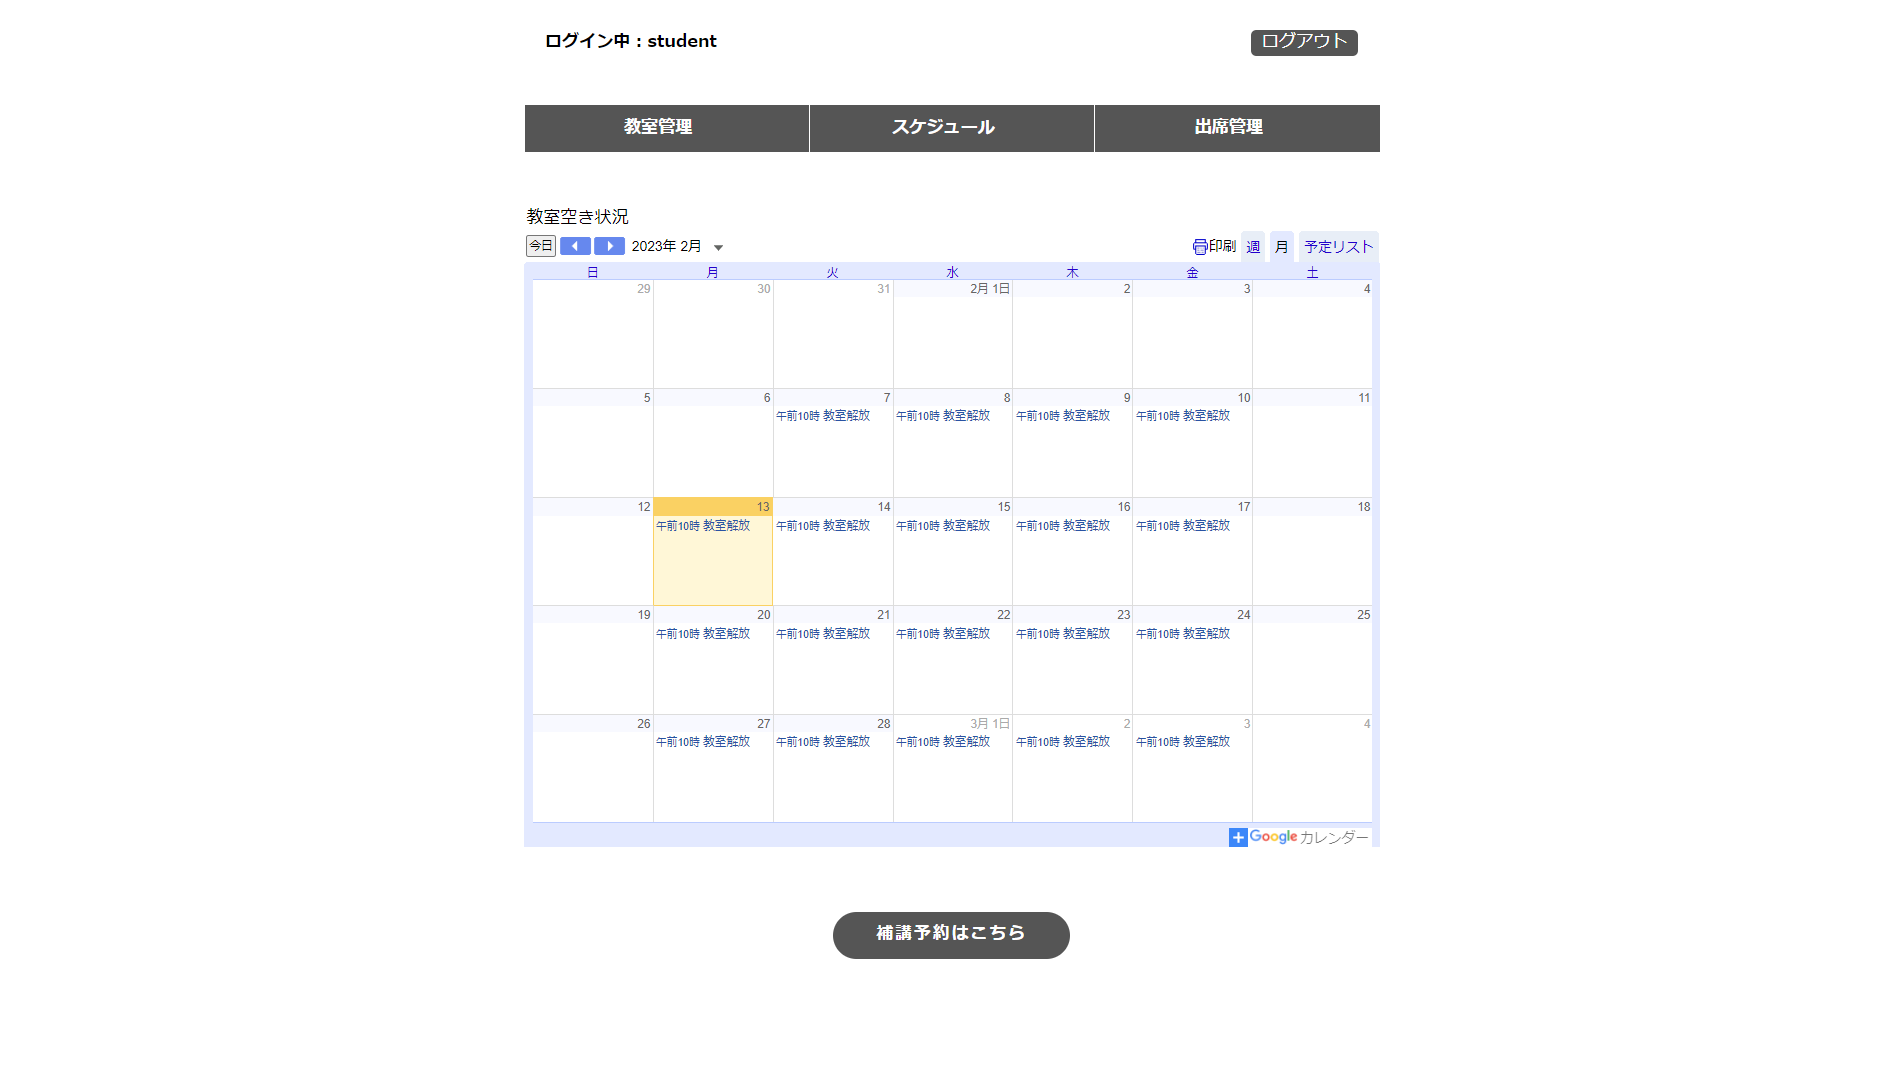 ログイン中：student
ログアウト
教室管理 スケジュール 出席管理
教室空き状況
今日 2023年 2月 印刷 週 月 予定リスト
日 月 火 水 木 金 土
29 30 31 2月 1日 2 3 4
5 6 7 8 9 10 11
午前10時 教室解放 午前10時 教室解放 午前10時 教室解放 午前10時 教室解放
12 13 14 15 16 17 18
午前10時 教室解放 午前10時 教室解放 午前10時 教室解放 午前10時 教室解放 午前10時 教室解放
19 20 21 22 23 24 25
午前10時 教室解放 午前10時 教室解放 午前10時 教室解放 午前10時 教室解放 午前10時 教室解放
26 27 28 3月 1日 2 3 4
午前10時 教室解放 午前10時 教室解放 午前10時 教室解放 午前10時 教室解放 午前10時 教室解放
Google カレンダー
補講予約はこちら